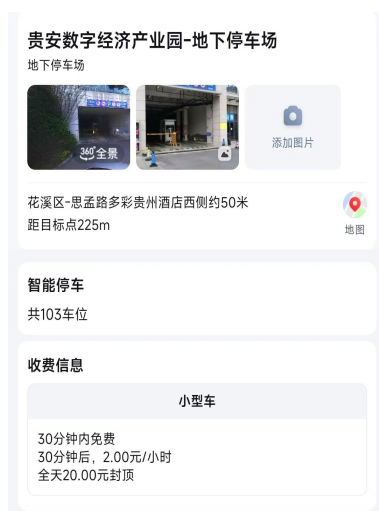 贵安数字经济产业园-地下停车场
地下停车场
360°全景
添加图片
花溪区-思孟路多彩贵州酒店西侧约50米
距目标点225m
地图
智能停车
共103车位
收费信息
小型车
30分钟内免费
30分钟后，2.00元/小时
全天20.00元封顶